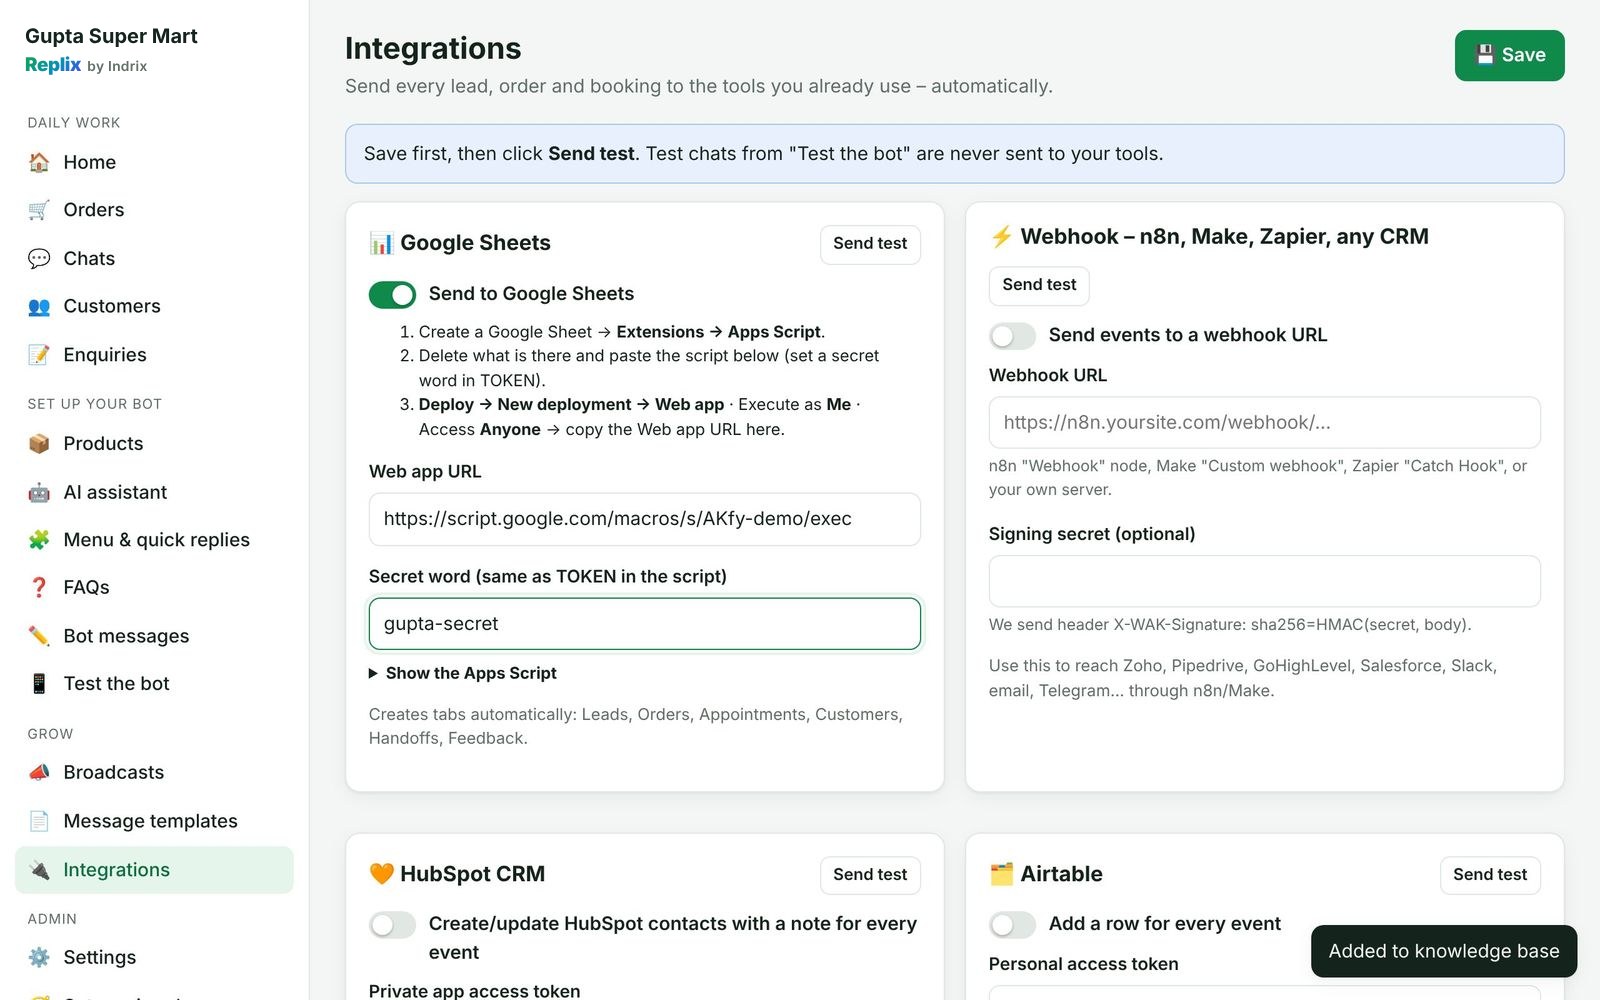 Gupta Super Mart
Replix by Indrix
DAILY WORK
Home
Orders
Chats
Customers
Enquiries
SET UP YOUR BOT
Products
AI assistant
Menu & quick replies
FAQs
Bot messages
Test the bot
GROW
Broadcasts
Message templates
Integrations
ADMIN
Settings
Integrations
Send every lead, order and booking to the tools you already use – automatically.
Save
Save first, then click Send test. Test chats from "Test the bot" are never sent to your tools.
Google Sheets
Send test
Send to Google Sheets
1. Create a Google Sheet → Extensions → Apps Script.
2. Delete what is there and paste the script below (set a secret
word in TOKEN).
3. Deploy → New deployment → Web app · Execute as Me ·
Access Anyone → copy the Web app URL here.
Web app URL
https://script.google.com/macros/s/AKfy-demo/exec
Secret word (same as TOKEN in the script)
gupta-secret
Show the Apps Script
Creates tabs automatically: Leads, Orders, Appointments, Customers,
Handoffs, Feedback.
Webhook – n8n, Make, Zapier, any CRM
Send test
Send events to a webhook URL
Webhook URL
https://n8n.yoursite.com/webhook/...
n8n "Webhook" node, Make "Custom webhook", Zapier "Catch Hook", or
your own server.
Signing secret (optional)
We send header X-WAK-Signature: sha256=HMAC(secret, body).
Use this to reach Zoho, Pipedrive, GoHighLevel, Salesforce, Slack,
email, Telegram... through n8n/Make.
HubSpot CRM
Send test
Create/update HubSpot contacts with a note for every
event
Private app access token
Airtable
Send test
Add a row for every event
Personal access token
Added to knowledge base